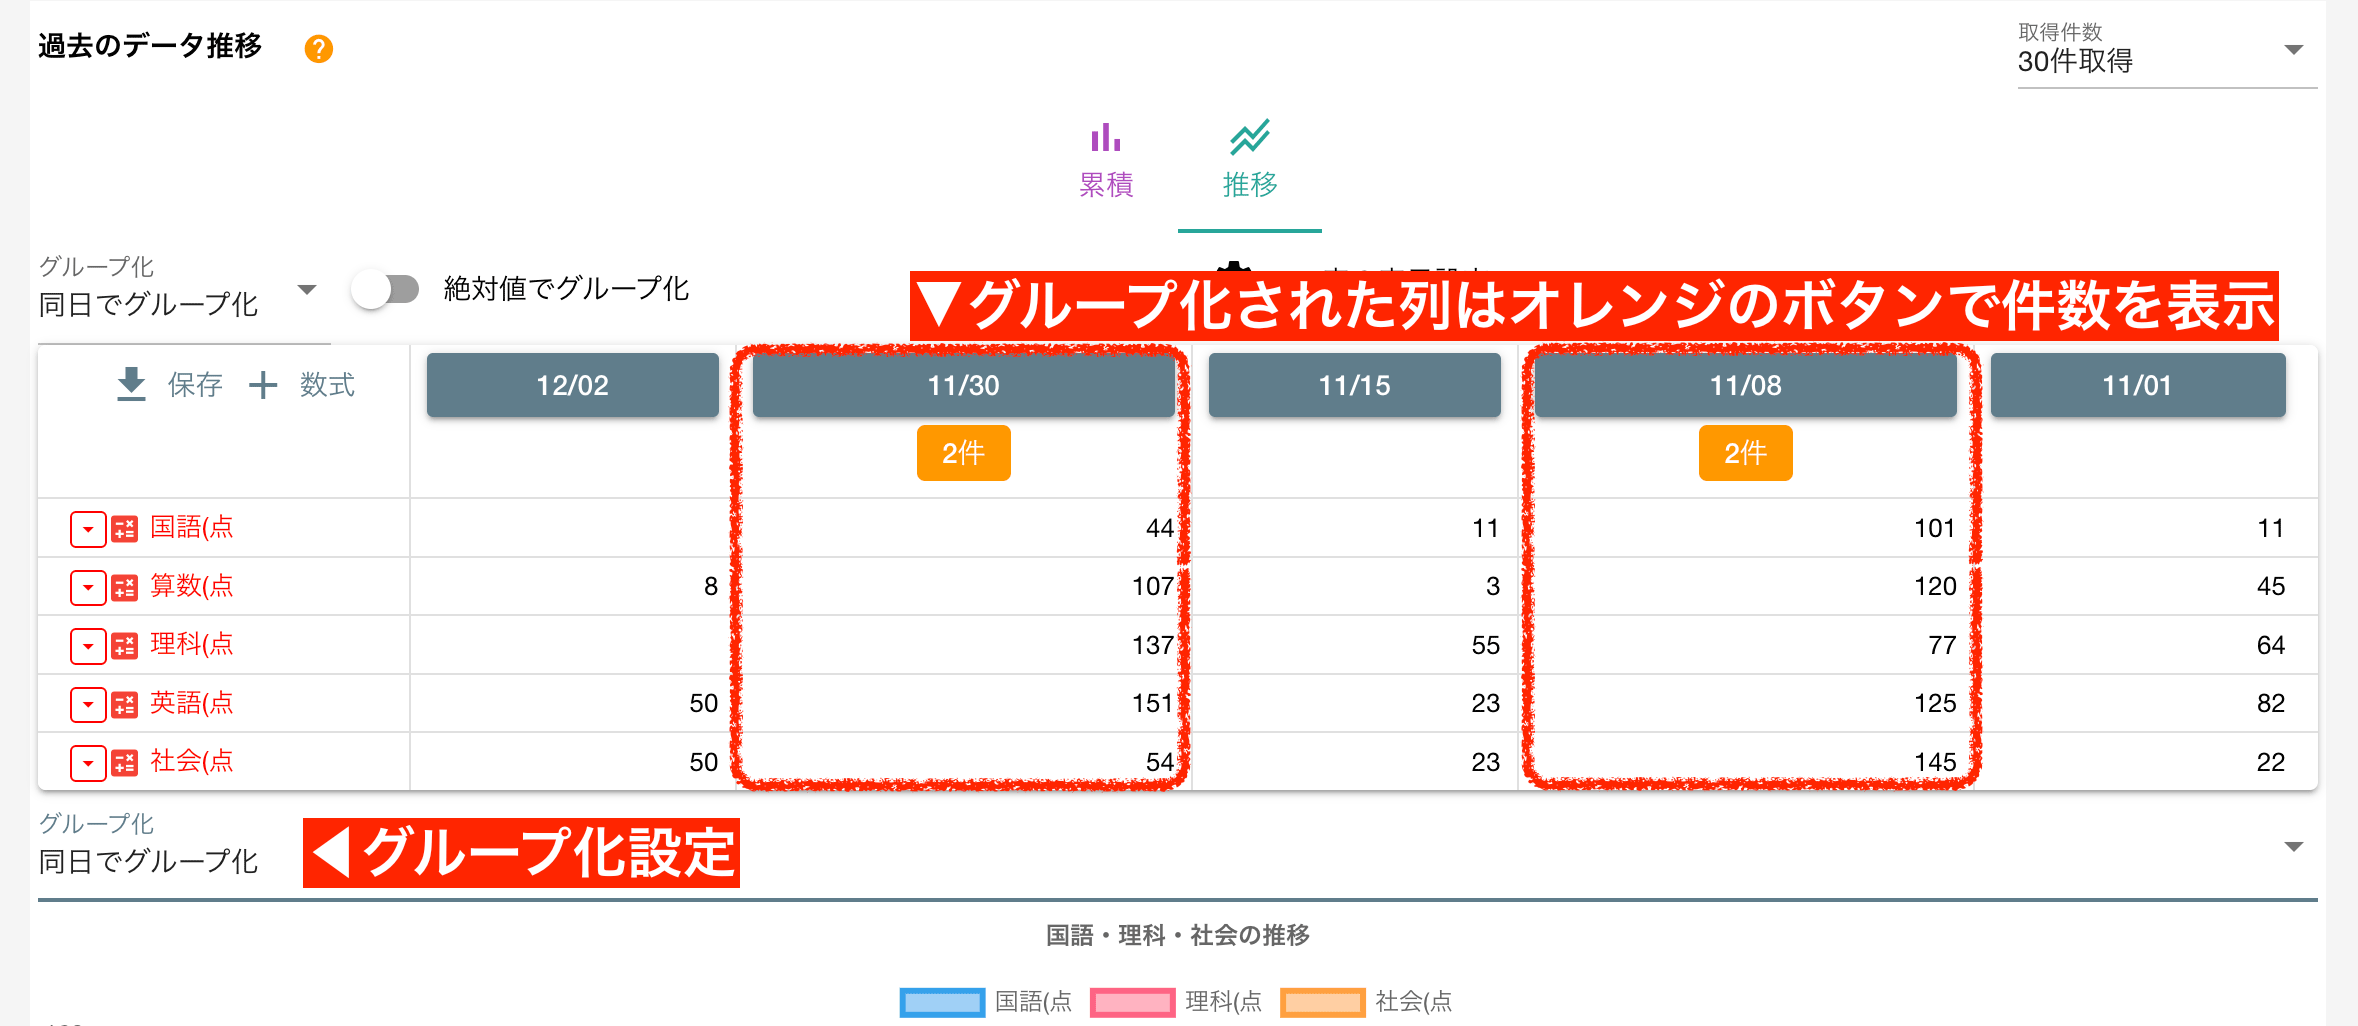 過去のデータ推移
?
取得件数
30件取得
累積
推移
グループ化
同日でグループ化
絶対値でグループ化
▼グループ化された列はオレンジのボタンで件数を表示
保存 + 数式 12/02 11/30 11/15 11/08 11/01
2件 2件
国語(点 44 11 101 11
算数(点 8 107 3 120 45
理科(点 137 55 77 64
英語(点 50 151 23 125 82
社会(点 50 54 23 145 22
グループ化
同日でグループ化
◀グループ化設定
国語・理科・社会の推移
国語(点 理科(点 社会(点